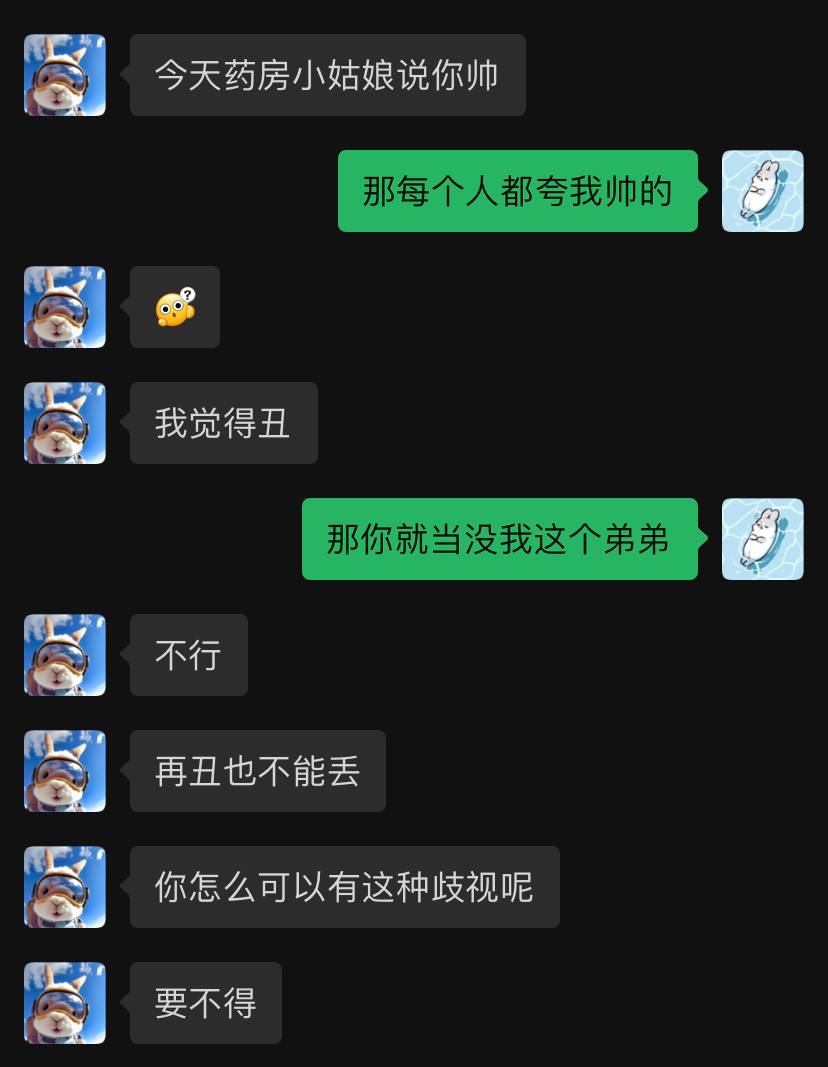 今天药房小姑娘说你帅
那每个人都夸我帅的
我觉得丑
那你就当没我这个弟弟
不行
再丑也不能丢
你怎么可以有这种歧视呢
要不得